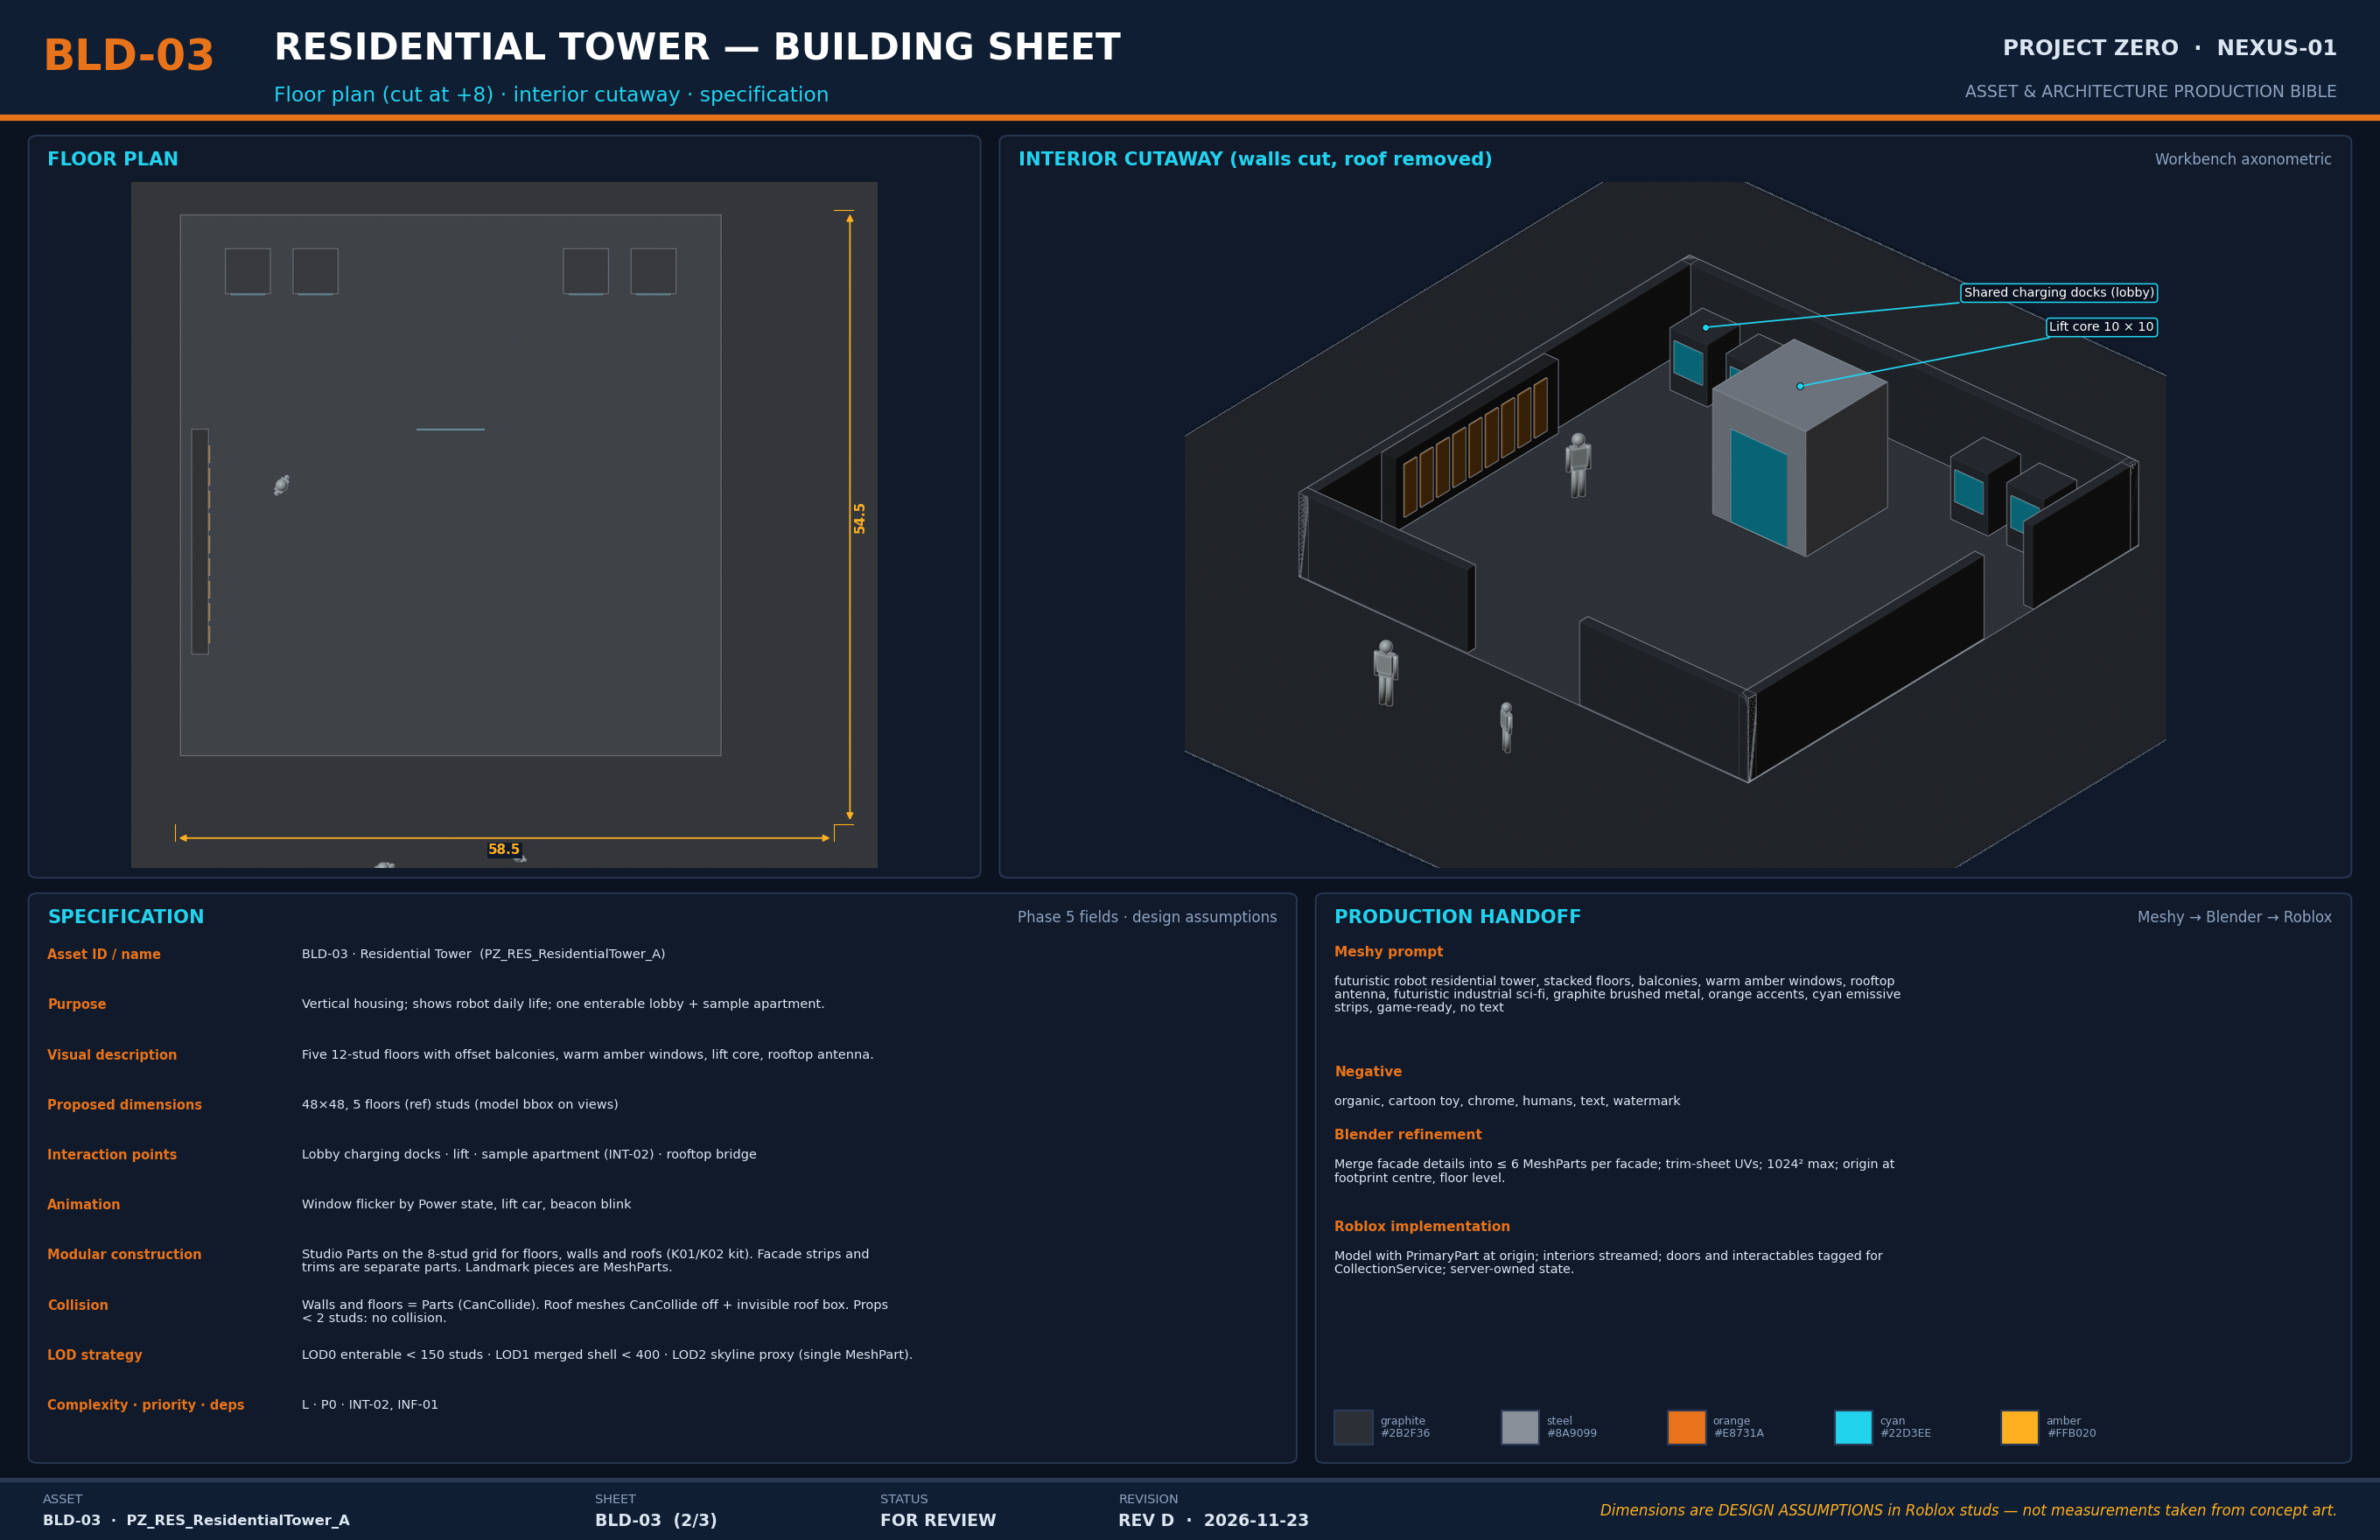 BLD-03
RESIDENTIAL TOWER — BUILDING SHEET
Floor plan (cut at +8) · interior cutaway · specification
PROJECT ZERO · NEXUS-01
ASSET & ARCHITECTURE PRODUCTION BIBLE
FLOOR PLAN
54.5
58.5
INTERIOR CUTAWAY (walls cut, roof removed)
Workbench axonometric
Shared charging docks (lobby)
Lift core 10 × 10
SPECIFICATION
Phase 5 fields · design assumptions
Asset ID / name
BLD-03 · Residential Tower (PZ_RES_ResidentialTower_A)
Purpose
Vertical housing; shows robot daily life; one enterable lobby + sample apartment.
Visual description
Five 12-stud floors with offset balconies, warm amber windows, lift core, rooftop antenna.
Proposed dimensions
48×48, 5 floors (ref) studs (model bbox on views)
Interaction points
Lobby charging docks · lift · sample apartment (INT-02) · rooftop bridge
Animation
Window flicker by Power state, lift car, beacon blink
Modular construction
Studio Parts on the 8-stud grid for floors, walls and roofs (K01/K02 kit). Facade strips and
trims are separate parts. Landmark pieces are MeshParts.
Collision
Walls and floors = Parts (CanCollide). Roof meshes CanCollide off + invisible roof box. Props
< 2 studs: no collision.
LOD strategy
LOD0 enterable < 150 studs · LOD1 merged shell < 400 · LOD2 skyline proxy (single MeshPart).
Complexity · priority · deps
L · P0 · INT-02, INF-01
PRODUCTION HANDOFF
Meshy → Blender → Roblox
Meshy prompt
futuristic robot residential tower, stacked floors, balconies, warm amber windows, rooftop
antenna, futuristic industrial sci-fi, graphite brushed metal, orange accents, cyan emissive
strips, game-ready, no text
Negative
organic, cartoon toy, chrome, humans, text, watermark
Blender refinement
Merge facade details into ≤ 6 MeshParts per facade; trim-sheet UVs; 1024² max; origin at
footprint centre, floor level.
Roblox implementation
Model with PrimaryPart at origin; interiors streamed; doors and interactables tagged for
CollectionService; server-owned state.
graphite
#2B2F36
steel
#8A9099
orange
#E8731A
cyan
#22D3EE
amber
#FFB020
ASSET
BLD-03 · PZ_RES_ResidentialTower_A
SHEET
BLD-03 (2/3)
STATUS
FOR REVIEW
REVISION
REV D · 2026-11-23
Dimensions are DESIGN ASSUMPTIONS in Roblox studs — not measurements taken from concept art.